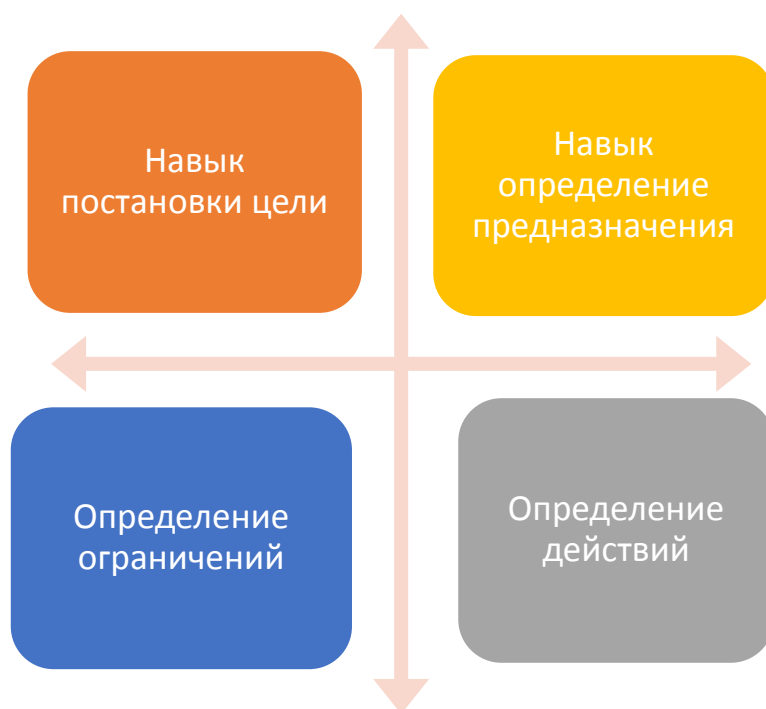 Навык
постановки цели
Навык
определение
предназначения
Определение
ограничений
Определение
действий